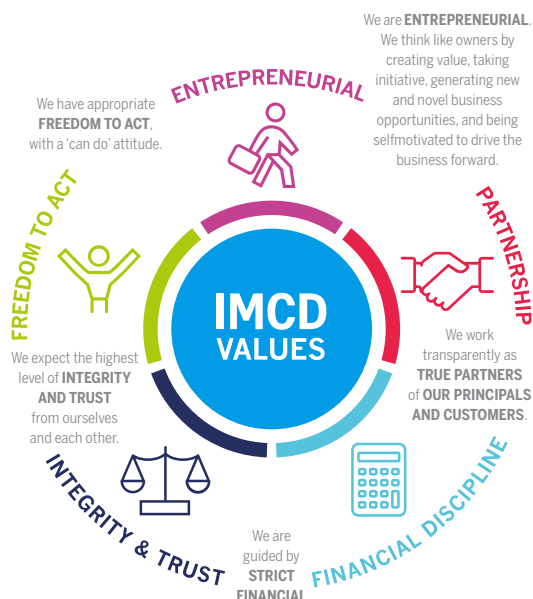 We are ENTREPRENEURIAL.
We think like owners by
creating value, taking
initiative, generating new
and novel business
opportunities, and being
selfmotivated to drive the
business forward.
ENTREPRENEURIAL
We have appropriate
FREEDOM TO ACT,
with a ‘can do’ attitude.
FREEDOM TO ACT
PARTNERSHIP
IMCD
VALUES
We work
transparently as
TRUE PARTNERS
of OUR PRINCIPALS
AND CUSTOMERS.
We expect the highest
level of INTEGRITY
AND TRUST
from ourselves
and each other.
INTEGRITY & TRUST
FINANCIAL DISCIPLINE
We are
guided by
STRICT
FINANCIAL